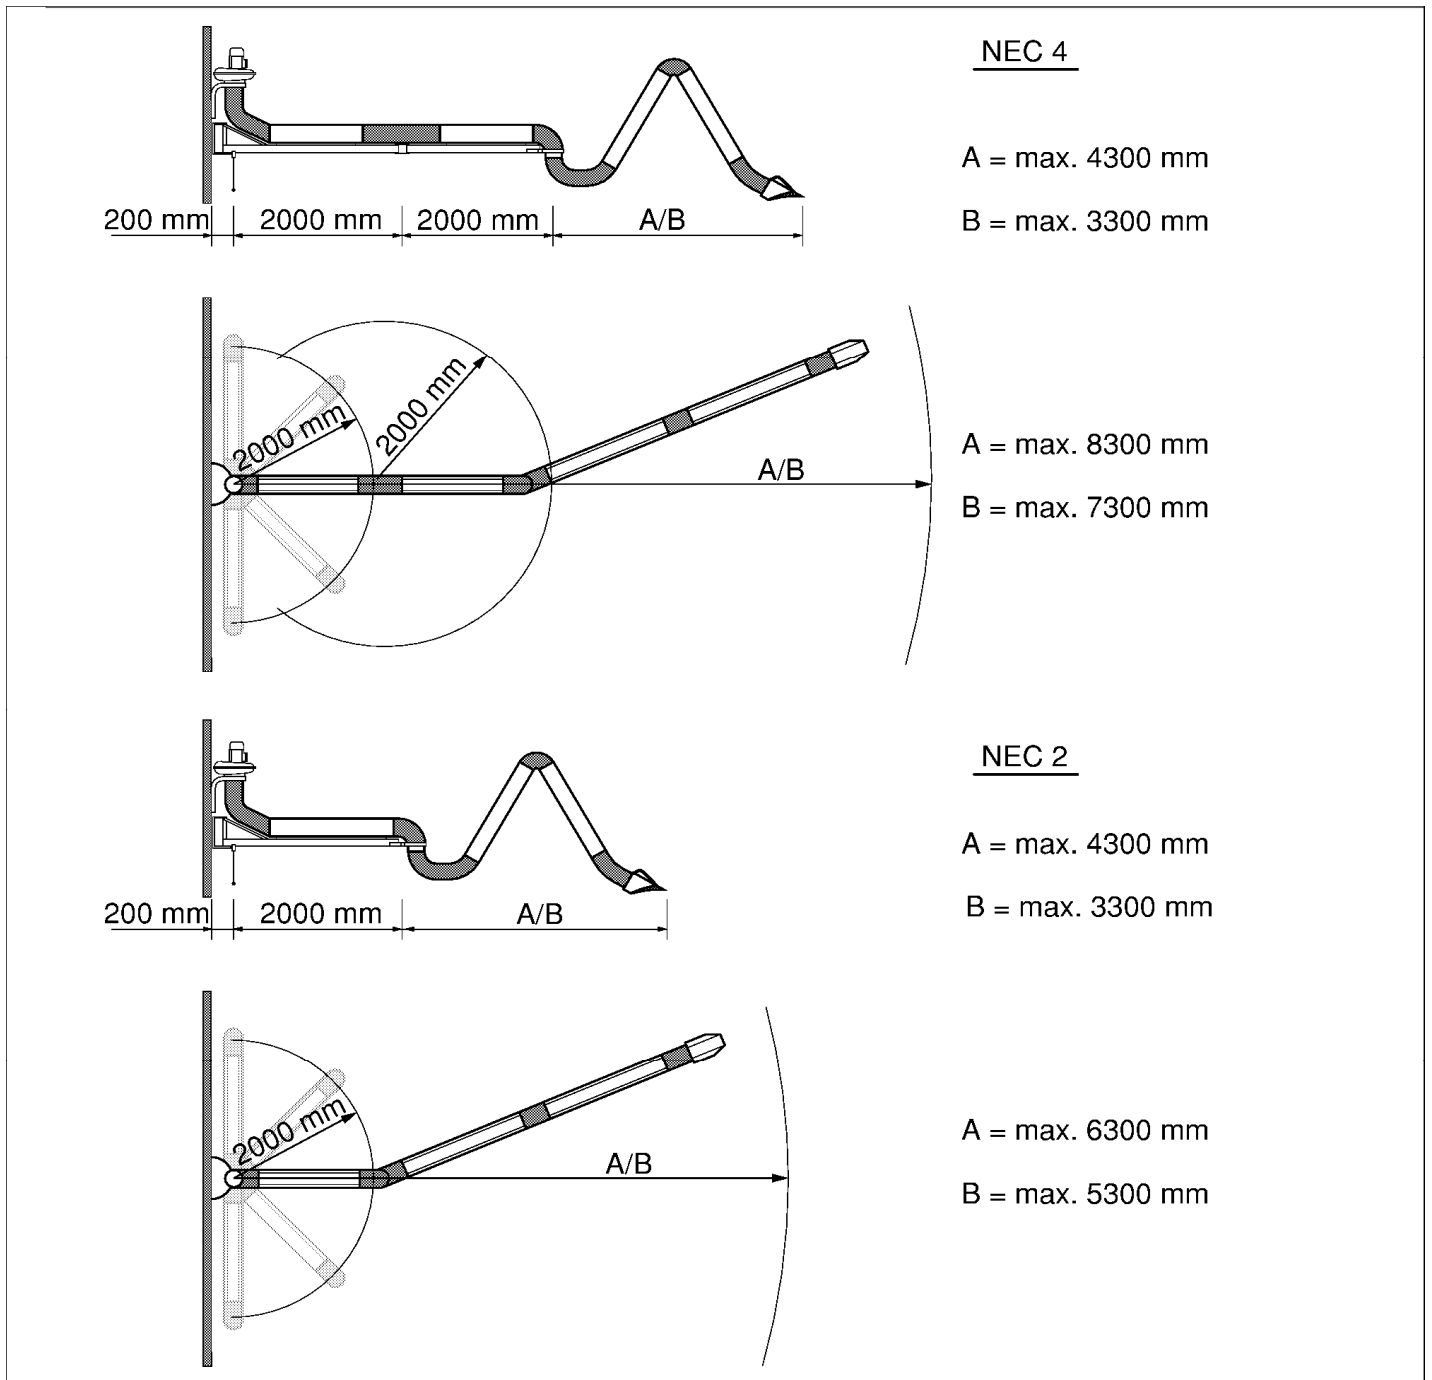 NEC 4
A = max. 4300 mm
B = max. 3300 mm
200 mm 2000 mm 2000 mm A/B
2000 mm
2000 mm
A/B
A = max. 8300 mm
B = max. 7300 mm
NEC 2
A = max. 4300 mm
B = max. 3300 mm
200 mm 2000 mm A/B
2000 mm
A/B
A = max. 6300 mm
B = max. 5300 mm